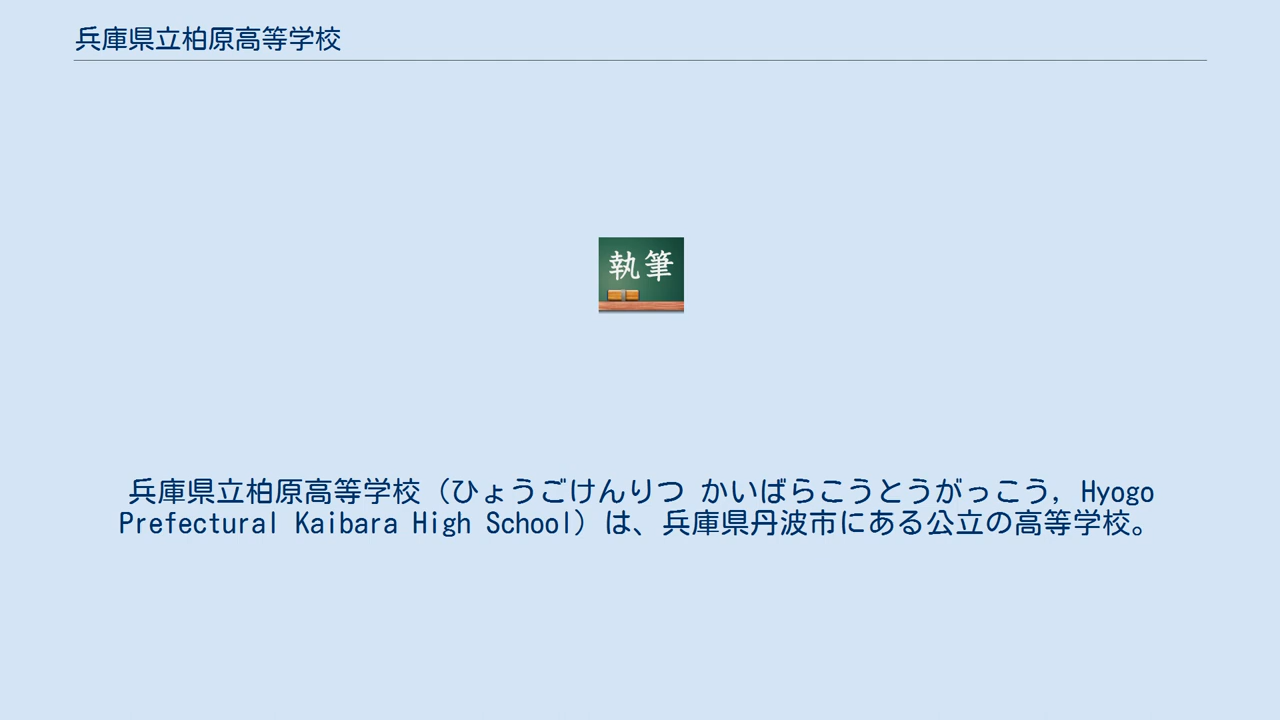 兵庫県立柏原高等学校
執筆
兵庫県立柏原高等学校（ひょうごけんりつ かいばらこうとうがっこう, Hyogo
Prefectural Kaibara High School）は、兵庫県丹波市にある公立の高等学校。